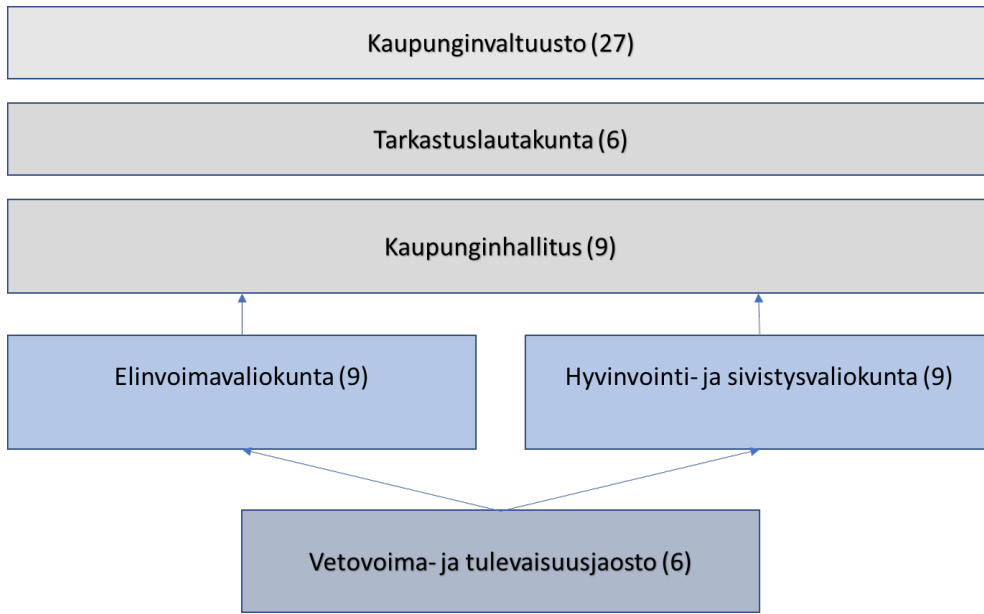 Kaupunginvaltuusto (27)
Tarkastuslautakunta (6)
Kaupunginhallitus (9)
Elinvoimavaliokunta (9)
Hyvinvointi- ja sivistysvaliokunta (9)
Vetovoima- ja tulevaisuusjaosto (6)